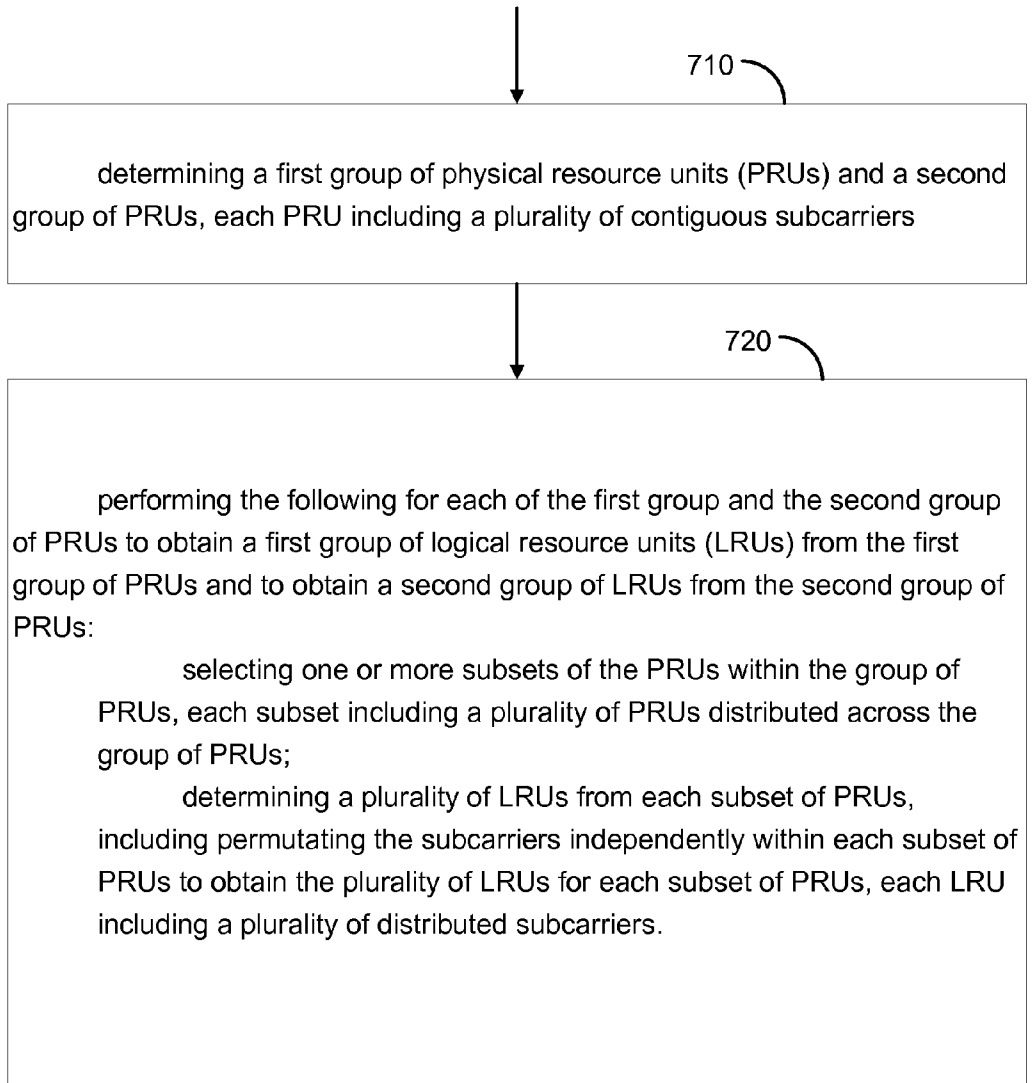 710
determining a first group of physical resource units (PRUs) and a second
group of PRUs, each PRU including a plurality of contiguous subcarriers
720
performing the following for each of the first group and the second group
of PRUs to obtain a first group of logical resource units (LRUs) from the first
group of PRUs and to obtain a second group of LRUs from the second group of
PRUs:
selecting one or more subsets of the PRUs within the group of
PRUs, each subset including a plurality of PRUs distributed across the
group of PRUs;
determining a plurality of LRUs from each subset of PRUs,
including permutating the subcarriers independently within each subset of
PRUs to obtain the plurality of LRUs for each subset of PRUs, each LRU
including a plurality of distributed subcarriers.